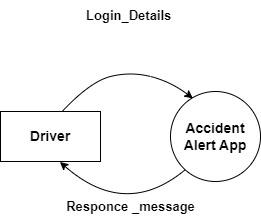 Login_Details
Driver
Accident
Alert App
Responce _message